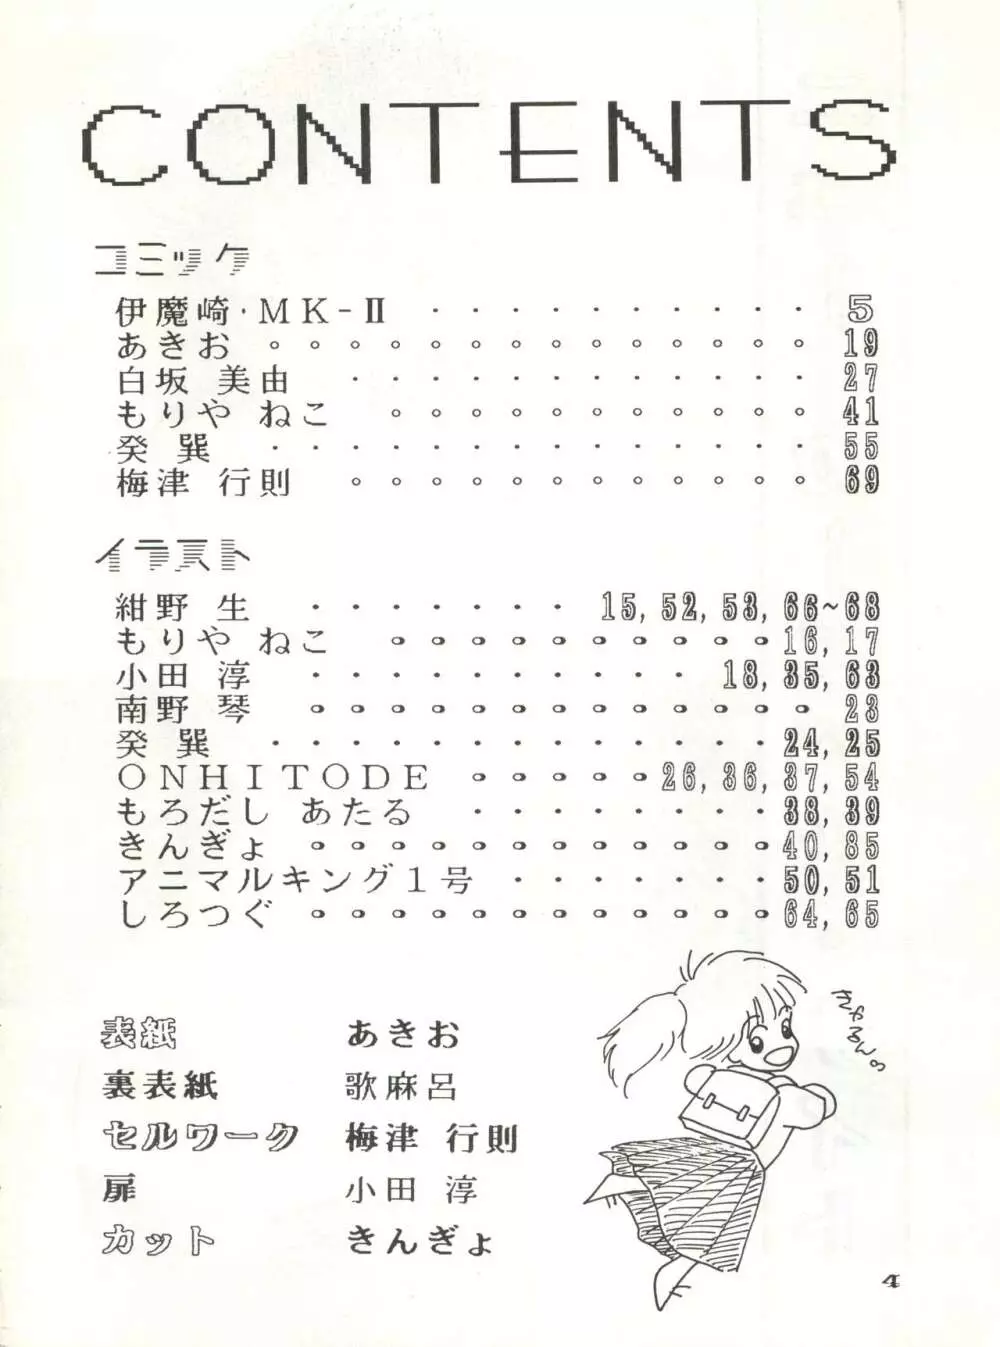 CONTENTS
コミック
伊魔崎・MK-Ⅱ ・・・・・・・・・・ 5
あきお 。。。。。。。。。。。。。。 19
白坂 美由 ・・・・・・・・・・・・ 27
もりや ねこ 。。。。。。。。。。。 41
癸 巽 ・・・・・・・・・・・・・・ 55
梅津 行則 。。。。。。。。。。。。 69
イラスト
紺野 生 ・・・・・・・ 15,52,53,66~68
もりや ねこ 。。。。。。。。。。16,17
小田 淳 ・・・・・・・・・・ 18,35,63
南野 琴 。。。。。。。。。。。。。 23
癸 巽 ・・・・・・・・・・・・・24,25
ONHITODE 。。。。。26,36,37,54
もろだし あたる ・・・・・・・・38,39
きんぎょ 。。。。。。。。。。。。40,85
アニマルキング1号 ・・・・・・・50,51
しろつぐ 。。。。。。。。。。。。64,65
きゃるん。
表紙 あきお
裏表紙 歌麻呂
セルワーク 梅津 行則
扉 小田 淳
カット きんぎょ
4